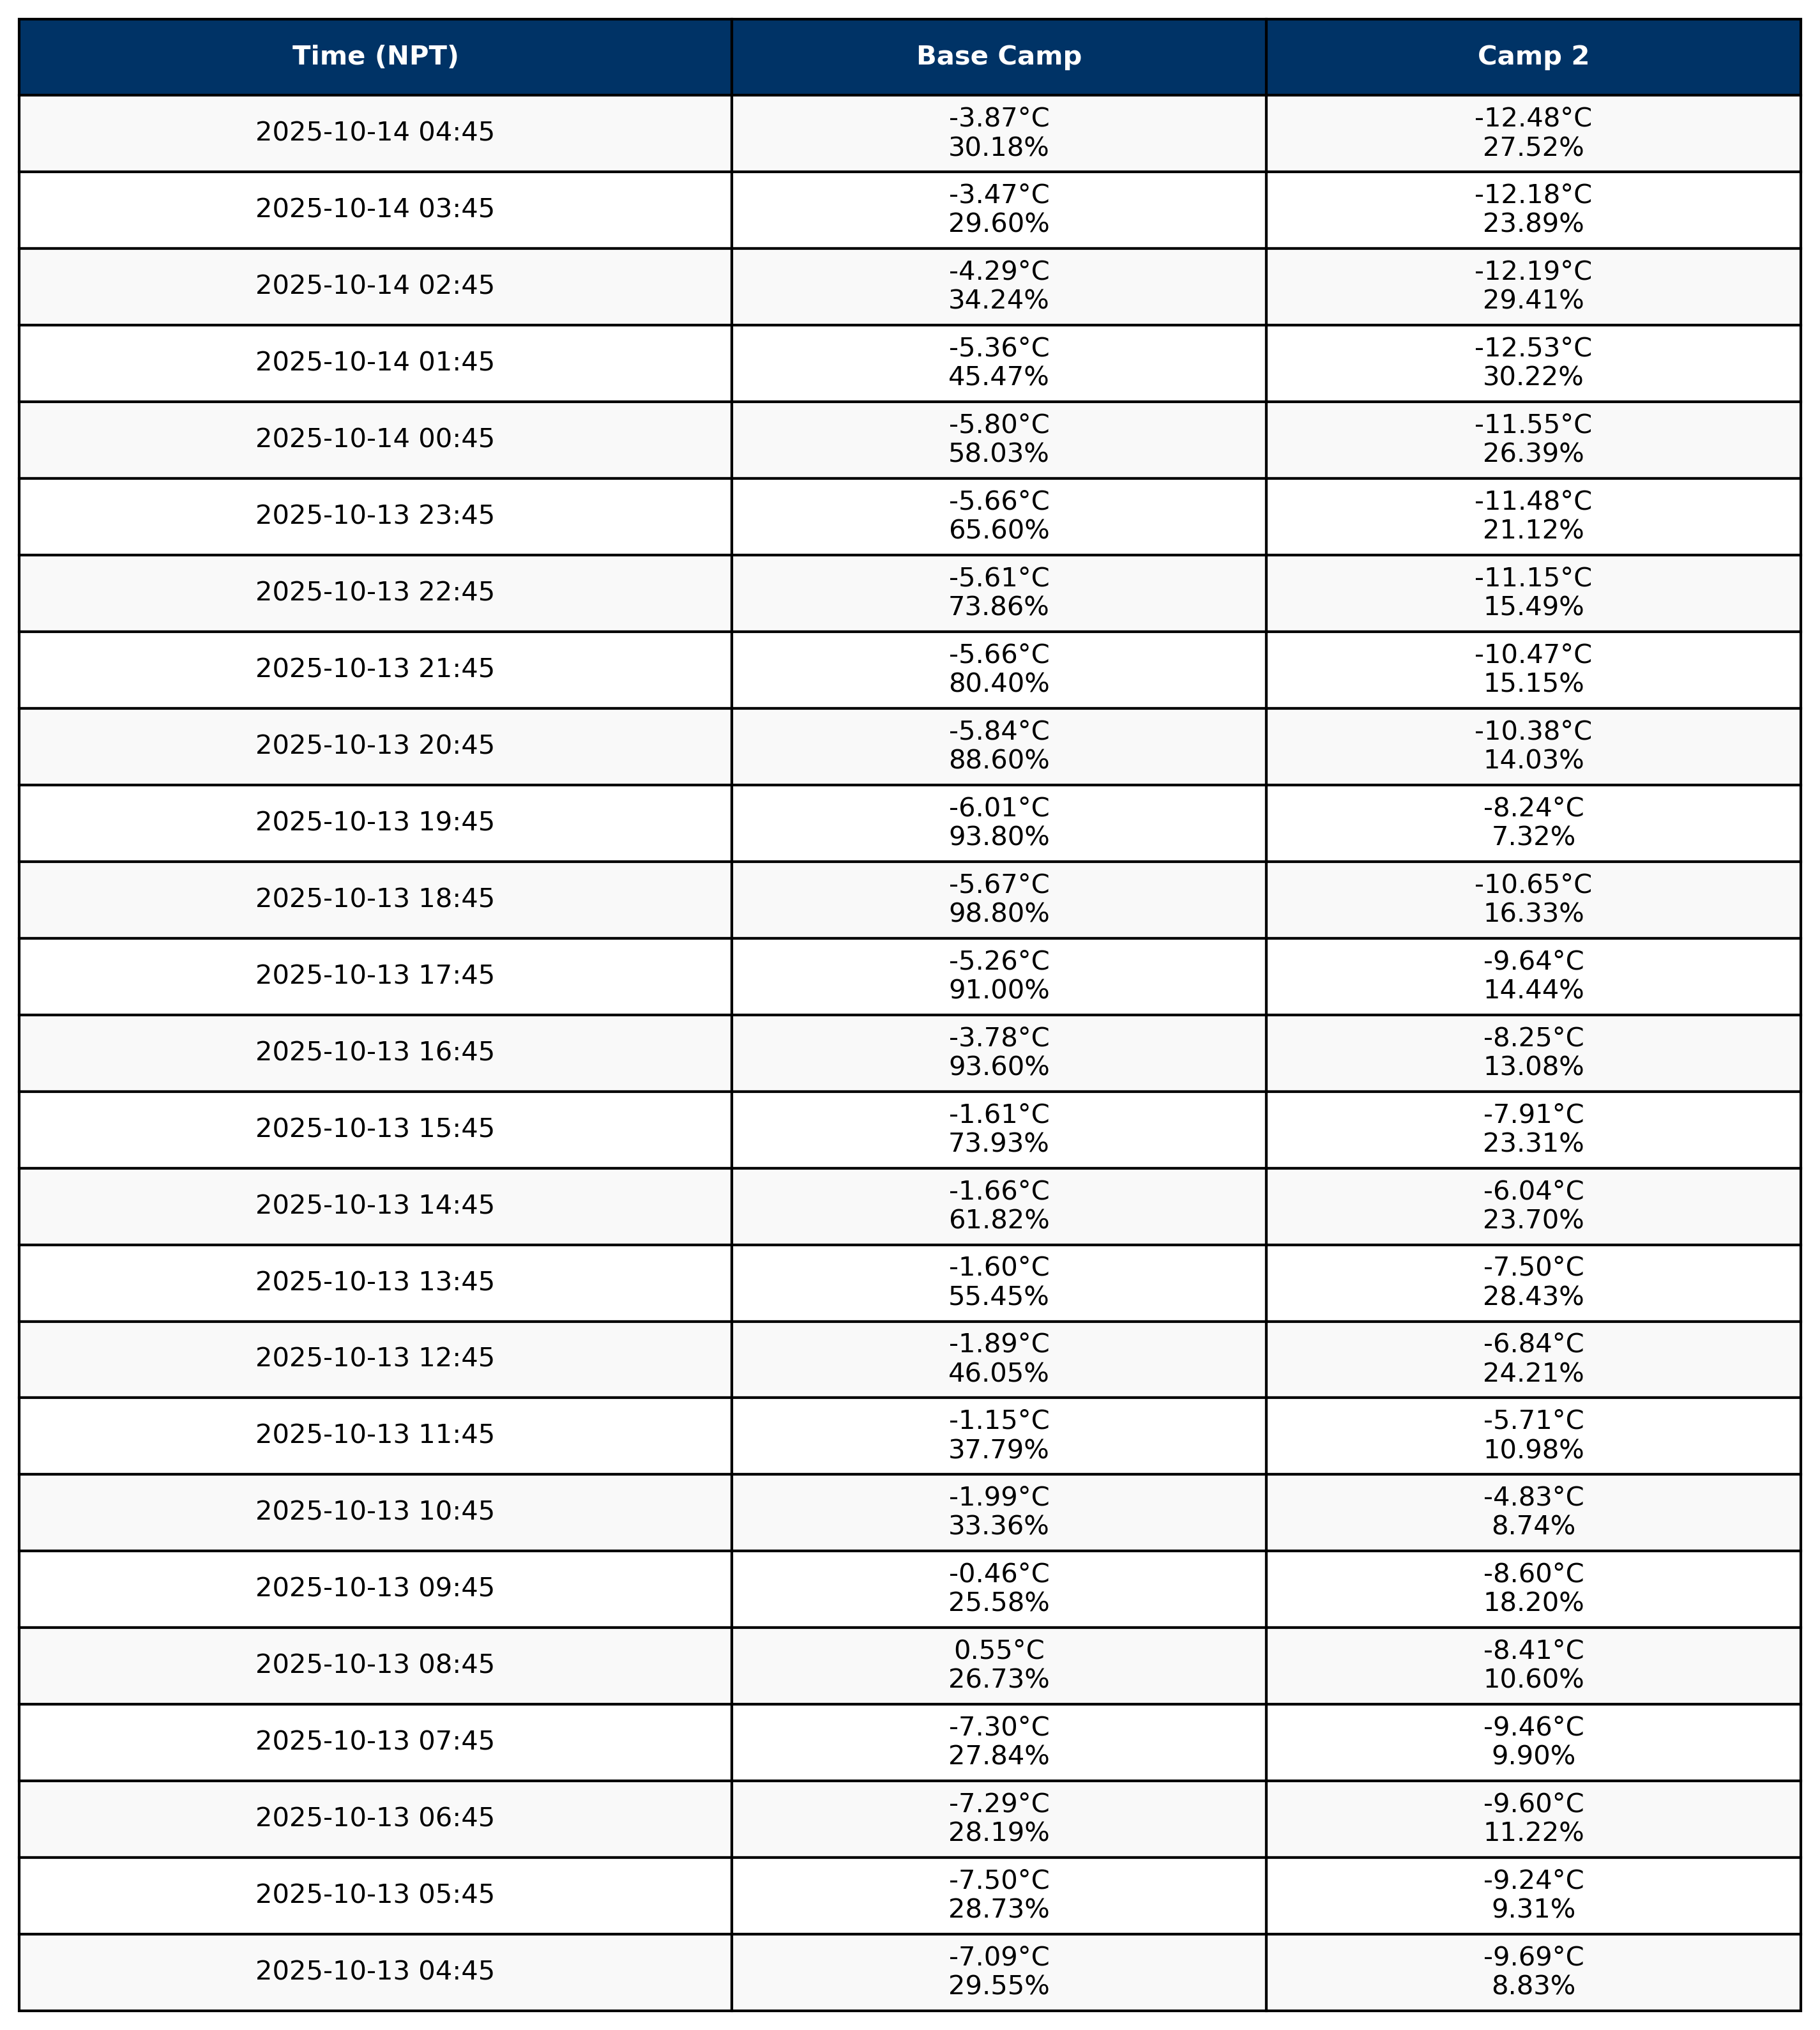 Time (NPT) Base Camp Camp 2
2025-10-14 04:45 -3.87°C -12.48°C
30.18% 27.52%
2025-10-14 03:45 -3.47°C -12.18°C
29.60% 23.89%
2025-10-14 02:45 -4.29°C -12.19°C
34.24% 29.41%
2025-10-14 01:45 -5.36°C -12.53°C
45.47% 30.22%
2025-10-14 00:45 -5.80°C -11.55°C
58.03% 26.39%
2025-10-13 23:45 -5.66°C -11.48°C
65.60% 21.12%
2025-10-13 22:45 -5.61°C -11.15°C
73.86% 15.49%
2025-10-13 21:45 -5.66°C -10.47°C
80.40% 15.15%
2025-10-13 20:45 -5.84°C -10.38°C
88.60% 14.03%
2025-10-13 19:45 -6.01°C -8.24°C
93.80% 7.32%
2025-10-13 18:45 -5.67°C -10.65°C
98.80% 16.33%
2025-10-13 17:45 -5.26°C -9.64°C
91.00% 14.44%
2025-10-13 16:45 -3.78°C -8.25°C
93.60% 13.08%
2025-10-13 15:45 -1.61°C -7.91°C
73.93% 23.31%
2025-10-13 14:45 -1.66°C -6.04°C
61.82% 23.70%
2025-10-13 13:45 -1.60°C -7.50°C
55.45% 28.43%
2025-10-13 12:45 -1.89°C -6.84°C
46.05% 24.21%
2025-10-13 11:45 -1.15°C -5.71°C
37.79% 10.98%
2025-10-13 10:45 -1.99°C -4.83°C
33.36% 8.74%
2025-10-13 09:45 -0.46°C -8.60°C
25.58% 18.20%
2025-10-13 08:45 0.55°C -8.41°C
26.73% 10.60%
2025-10-13 07:45 -7.30°C -9.46°C
27.84% 9.90%
2025-10-13 06:45 -7.29°C -9.60°C
28.19% 11.22%
2025-10-13 05:45 -7.50°C -9.24°C
28.73% 9.31%
2025-10-13 04:45 -7.09°C -9.69°C
29.55% 8.83%